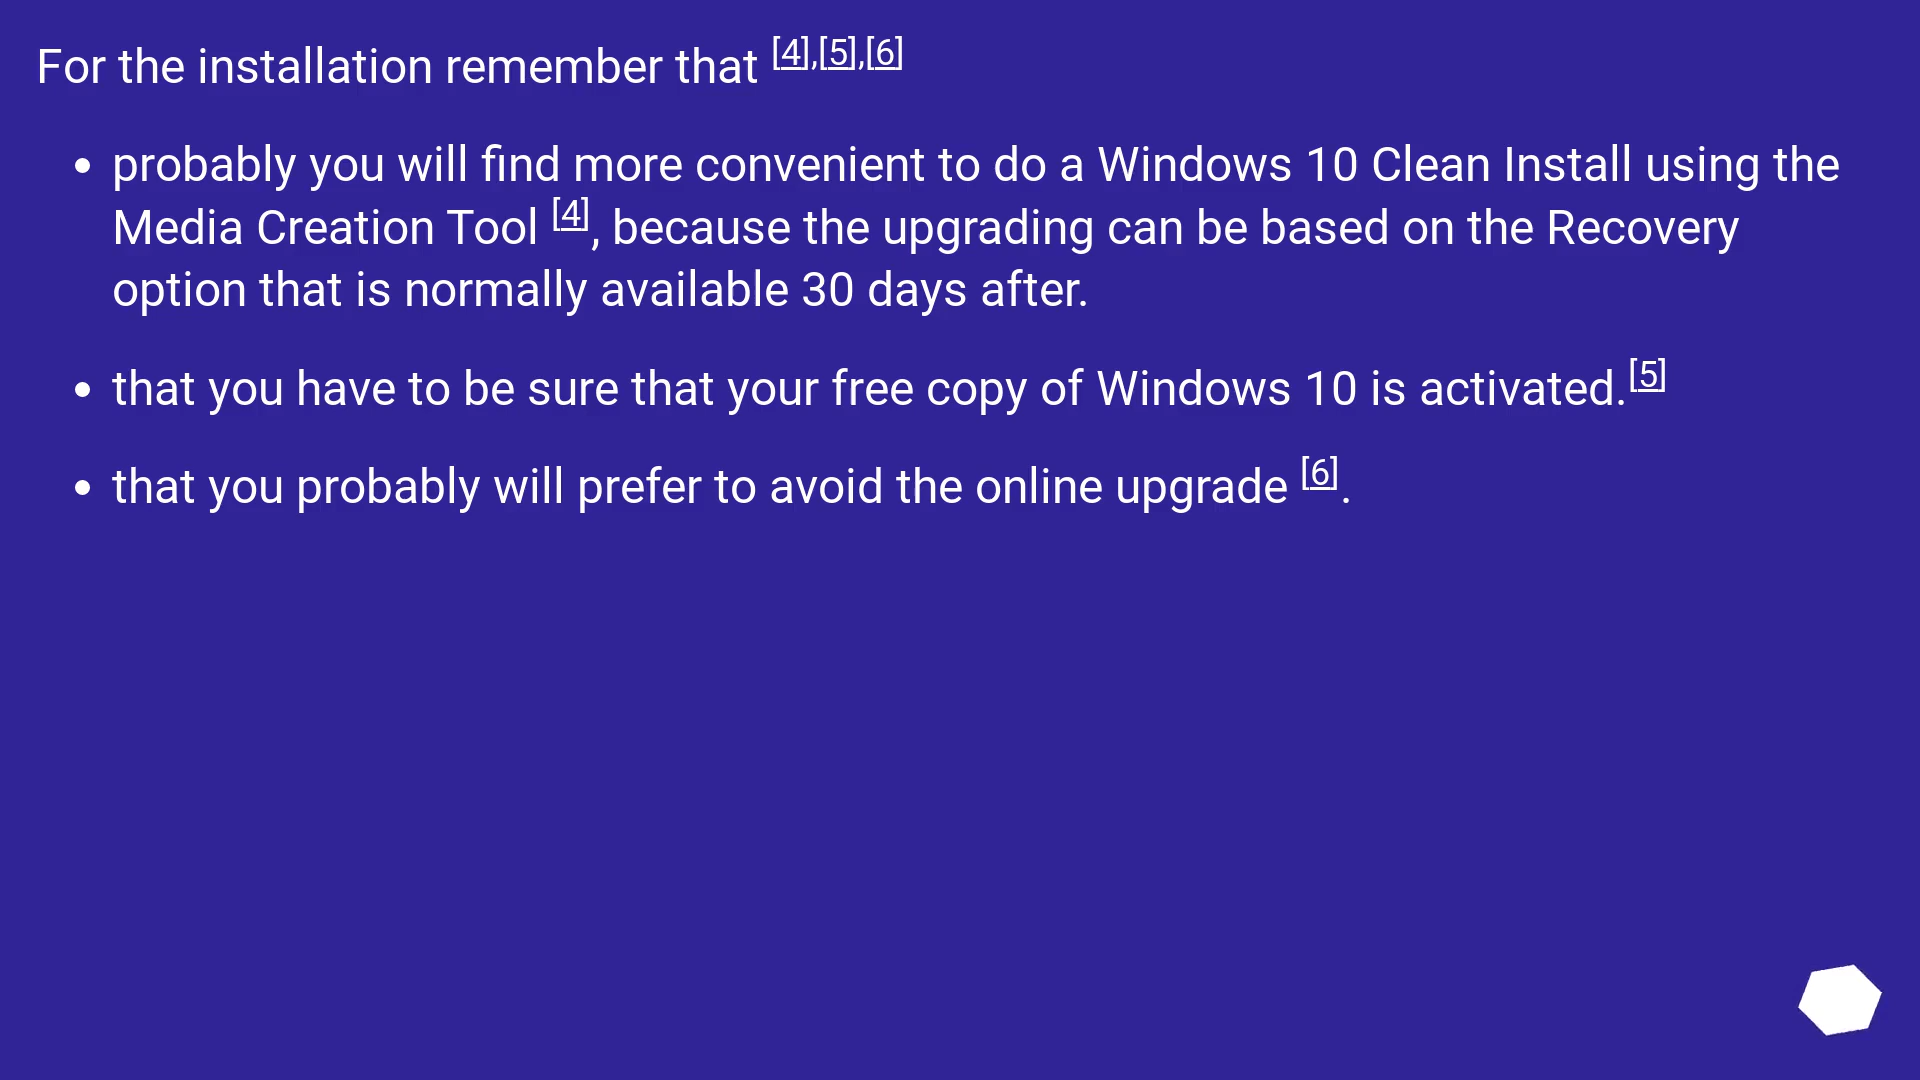 For the installation remember that [4],[5],[6]
• probably you will find more convenient to do a Windows 10 Clean Install using the
Media Creation Tool [4], because the upgrading can be based on the Recovery
option that is normally available 30 days after.
• that you have to be sure that your free copy of Windows 10 is activated.[5]
• that you probably will prefer to avoid the online upgrade [6].